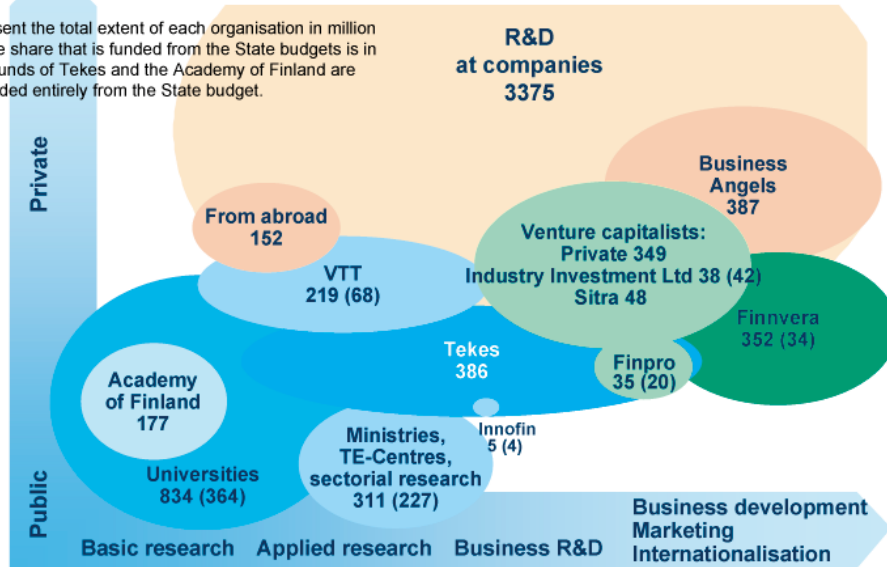 sent the total extent of each organisation in million
e share that is funded from the State budgets is in
unds of Tekes and the Academy of Finland are
ded entirely from the State budget.
R&D
at companies
3375
Private
Business
Angels
387
From abroad
152
Venture capitalists:
Private 349
Industry Investment Ltd 38 (42)
Sitra 48
VTT
219 (68)
Finnvera
352 (34)
Tekes
386
Finpro
35 (20)
Academy
of Finland
177
Innofin
5 (4)
Ministries,
TE-Centres,
sectorial research
311 (227)
Universities
834 (364)
Public
Basic research
Applied research
Business R&D
Business development
Marketing
Internationalisation